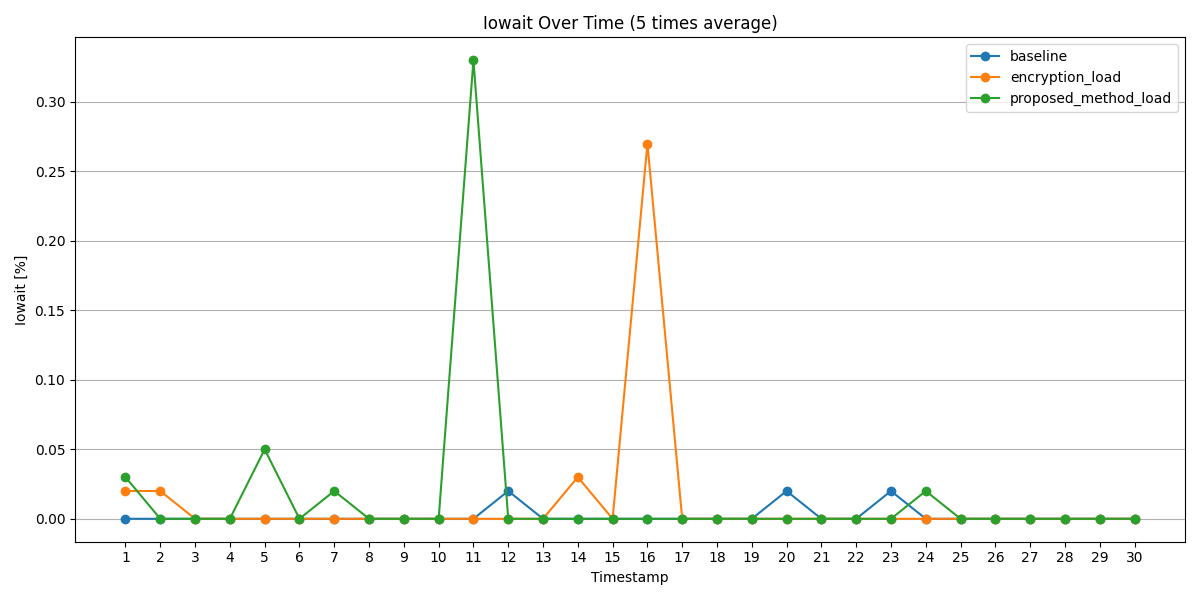 Iowait Over Time (5 times average)
baseline
encryption_load
proposed_method_load
Iowait [%]
0.30
0.25
0.20
0.15
0.10
0.05
0.00
1 2 3 4 5 6 7 8 9 10 11 12 13 14 15 16 17 18 19 20 21 22 23 24 25 26 27 28 29 30
Timestamp